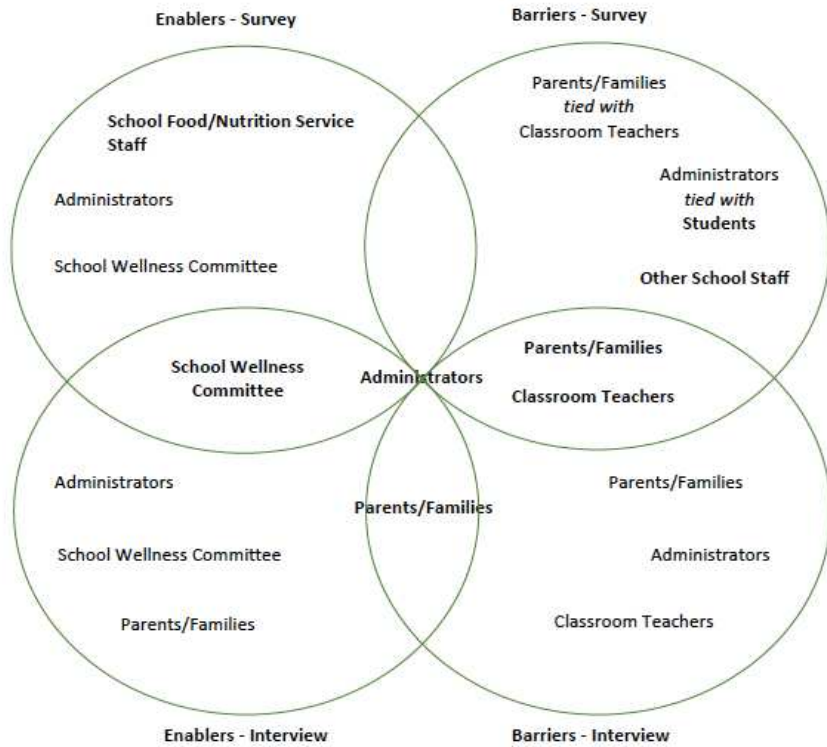 Enablers - Survey
Barriers - Survey
School Food/Nutrition Service
Staff
Administrators
School Wellness Committee
Parents/Families
tied with
Classroom Teachers
Administrators
tied with
Students
Other School Staff
School Wellness
Committee
Administrators
Parents/Families
Classroom Teachers
Administrators
School Wellness Committee
Parents/Families
Parents/Families
Parents/Families
Administrators
Classroom Teachers
Enablers - Interview
Barriers - Interview